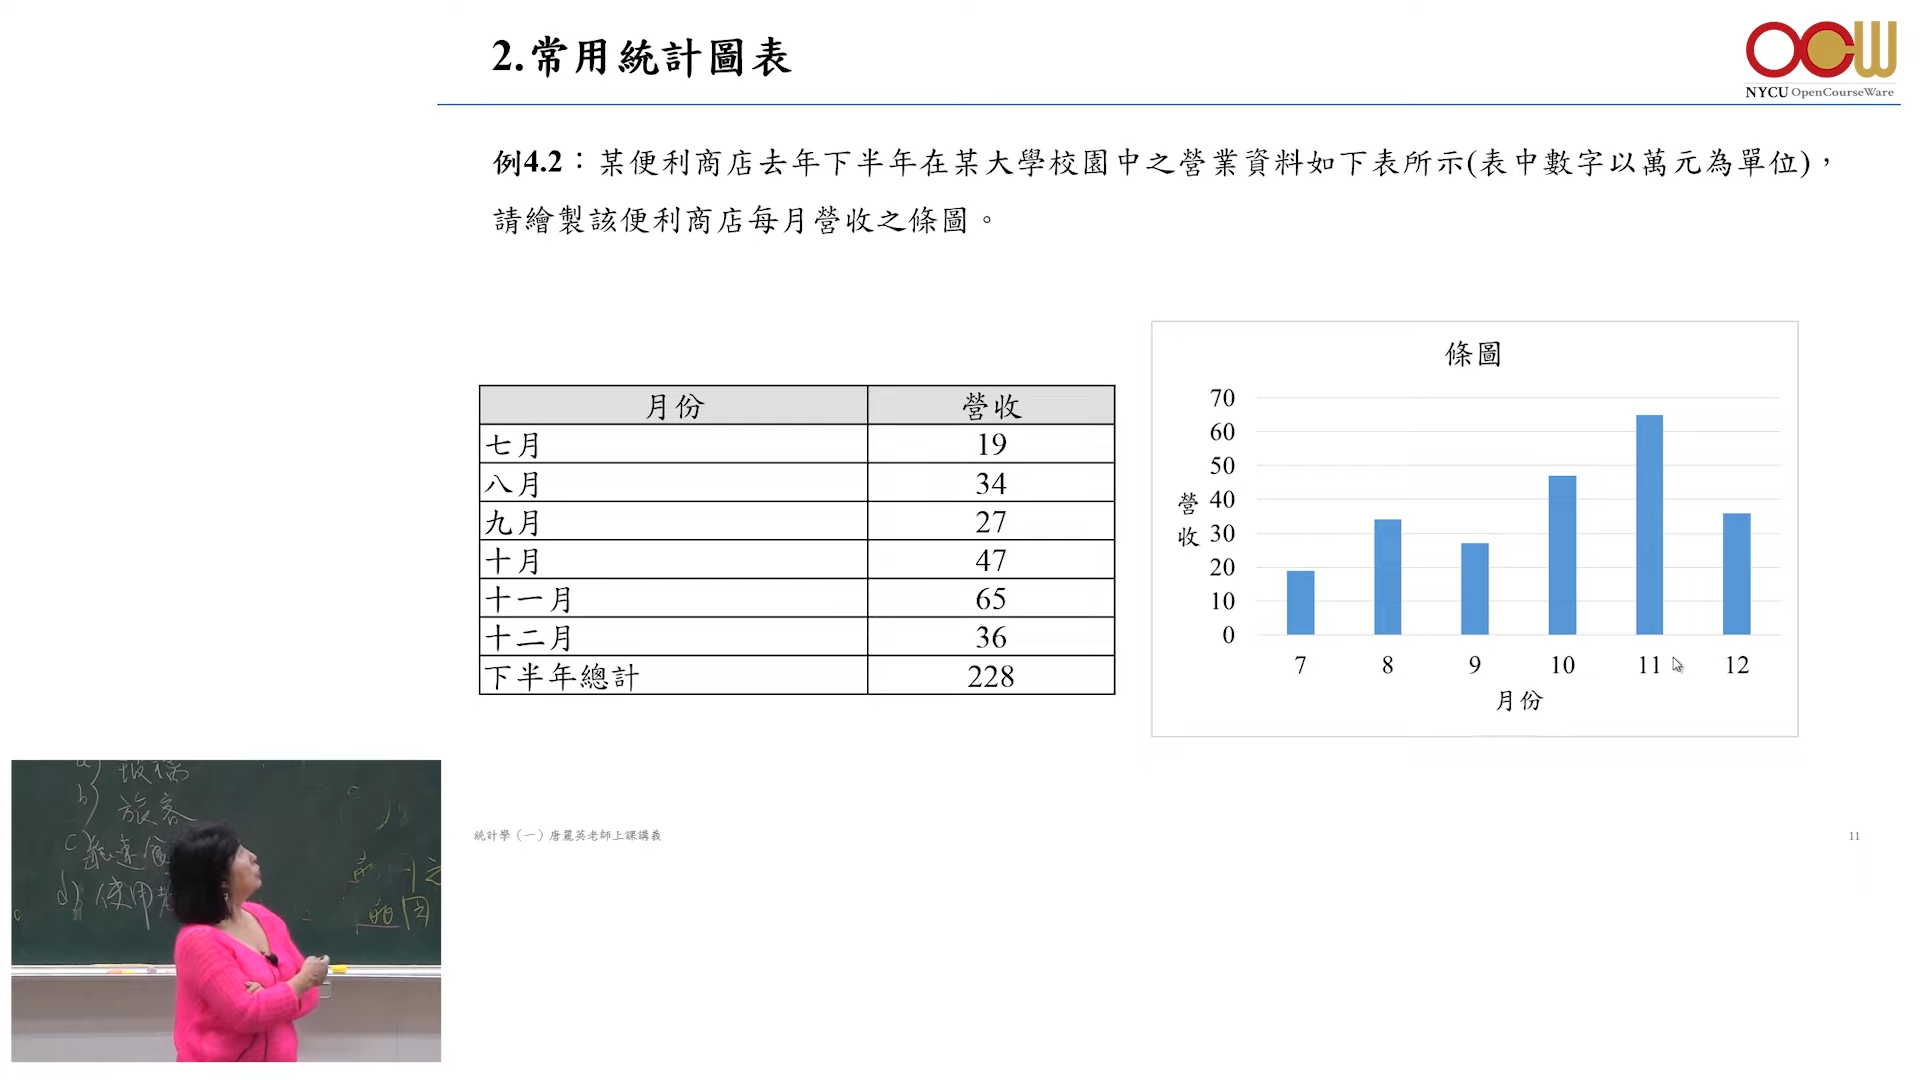 2.常用統計圖表
OCW
NYCU OpenCourseWare
例4.2：某便利商店去年下半年在某大學校園中之營業資料如下表所示(表中數字以萬元為單位)，
請繪製該便利商店每月營收之條圖。
月份 營收
七月 19
八月 34
九月 27
十月 47
十一月 65
十二月 36
下半年總計 228
條圖
營收
70
60
50
40
30
20
10
0
7 8 9 10 11 12
月份
a)
b) 旅客
c)
d) 使用
的圖
統計學（一）唐麗英老師上課講義
11